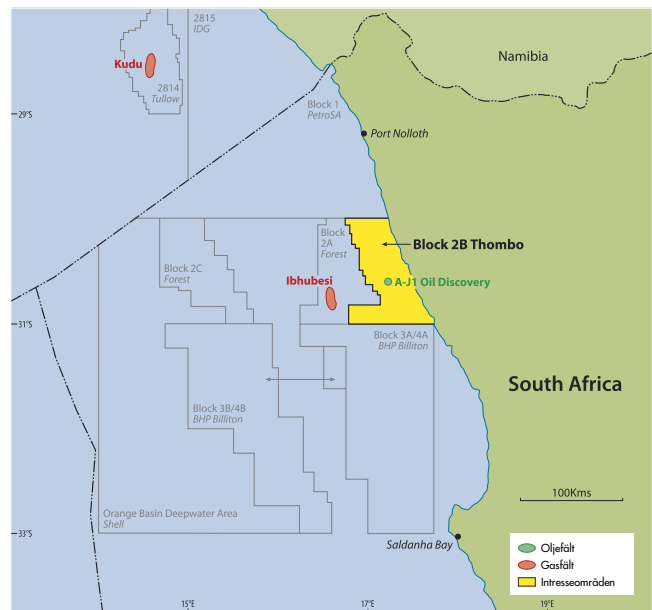 2815
IDG
Namibia
Kudu
2814
Tullow
Block 1
PetroSA
29°S
Port Nolloth
Block
2A
Forest
Block 2B Thombo
Block 2C
Forest
Ibhubesi
A-J1 Oil Discovery
31°S
Block 3A/4A
BHP Billiton
South Africa
Block 3B/4B
BHP Billiton
100Kms
Orange Basin Deepwater Area
Shell
33°S
Saldanha Bay
Oljefält
Gasfält
Intresseområden
15°E
17°E
19°E